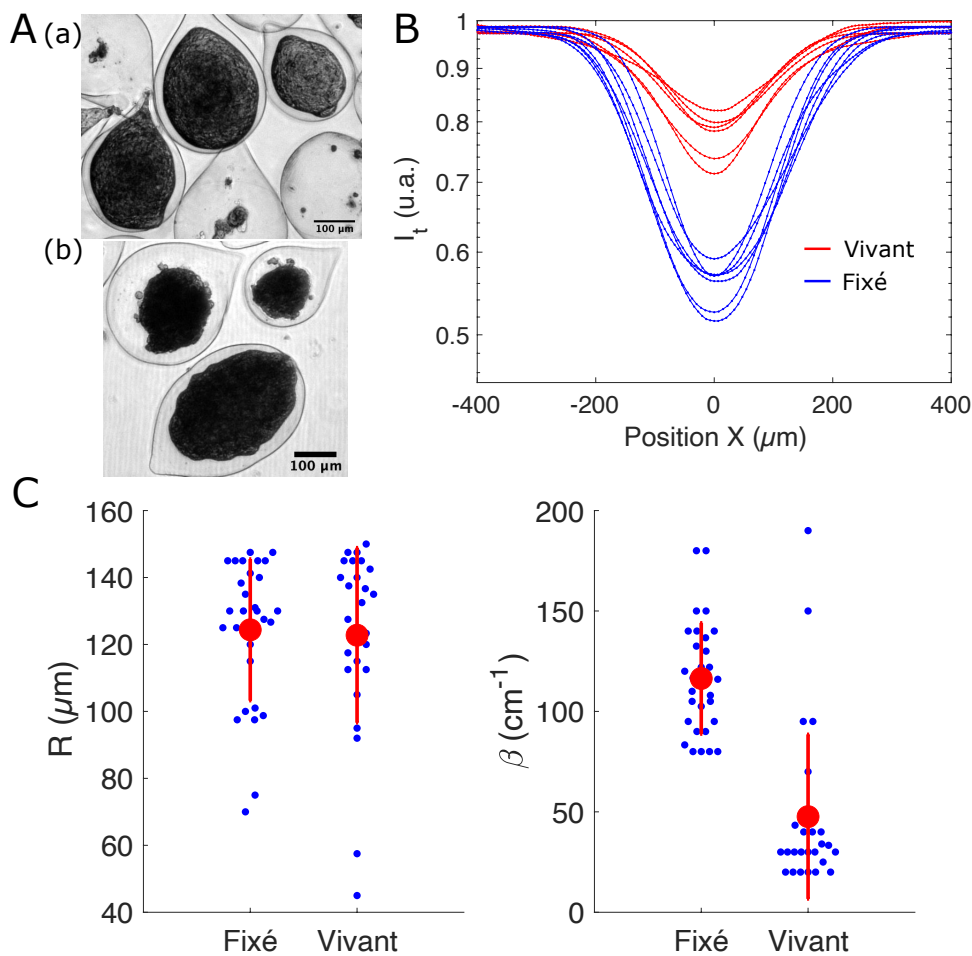 A (a)
100 µm
(b)
100 µm
B
1
0.9
0.8
0.7
0.6
0.5
I_t (u.a.)
Vivant
Fixé
-400 -200 0 200 400
Position X (µm)
C
160
140
120
100
80
60
40
R (µm)
Fixé Vivant
200
150
100
50
0
β (cm⁻¹)
Fixé Vivant